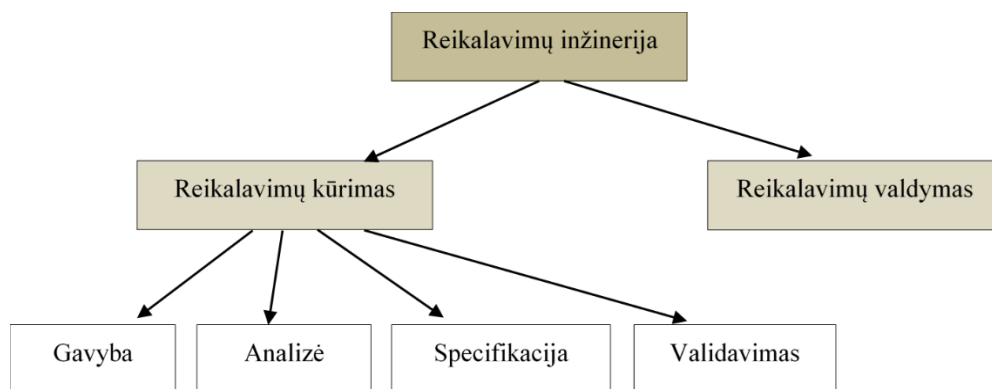 Reikalavimų inžinerija
Reikalavimų kūrimas
Reikalavimų valdymas
Gavyba
Analizė
Specifikacija
Validavimas